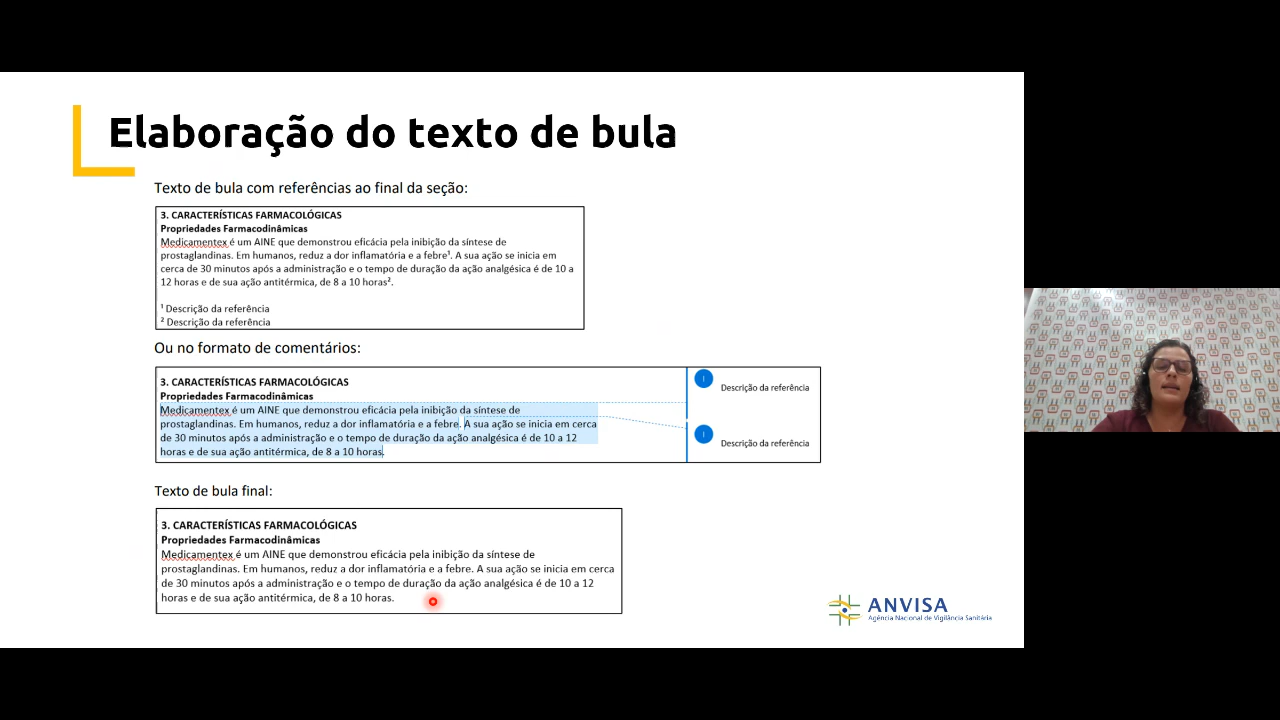 Elaboração do texto de bula
Texto de bula com referências ao final da seção:
3. CARACTERÍSTICAS FARMACOLÓGICAS
Propriedades Farmacodinâmicas
Medicamentex é um AINE que demonstrou eficácia pela inibição da síntese de
prostaglandinas. Em humanos, reduz a dor inflamatória e a febre¹. A sua ação se inicia em
cerca de 30 minutos após a administração e o tempo de duração da ação analgésica é de 10 a
12 horas e de sua ação antitérmica, de 8 a 10 horas².
¹ Descrição da referência
² Descrição da referência
Ou no formato de comentários:
3. CARACTERÍSTICAS FARMACOLÓGICAS
Propriedades Farmacodinâmicas
Medicamentex é um AINE que demonstrou eficácia pela inibição da síntese de
prostaglandinas. Em humanos, reduz a dor inflamatória e a febre. A sua ação se inicia em cerca
de 30 minutos após a administração e o tempo de duração da ação analgésica é de 10 a 12
horas e de sua ação antitérmica, de 8 a 10 horas.
Descrição da referência
Descrição da referência
Texto de bula final:
3. CARACTERÍSTICAS FARMACOLÓGICAS
Propriedades Farmacodinâmicas
Medicamentex é um AINE que demonstrou eficácia pela inibição da síntese de
prostaglandinas. Em humanos, reduz a dor inflamatória e a febre. A sua ação se inicia em cerca
de 30 minutos após a administração e o tempo de duração da ação analgésica é de 10 a 12
horas e de sua ação antitérmica, de 8 a 10 horas.
ANVISA
Agência Nacional de Vigilância Sanitária